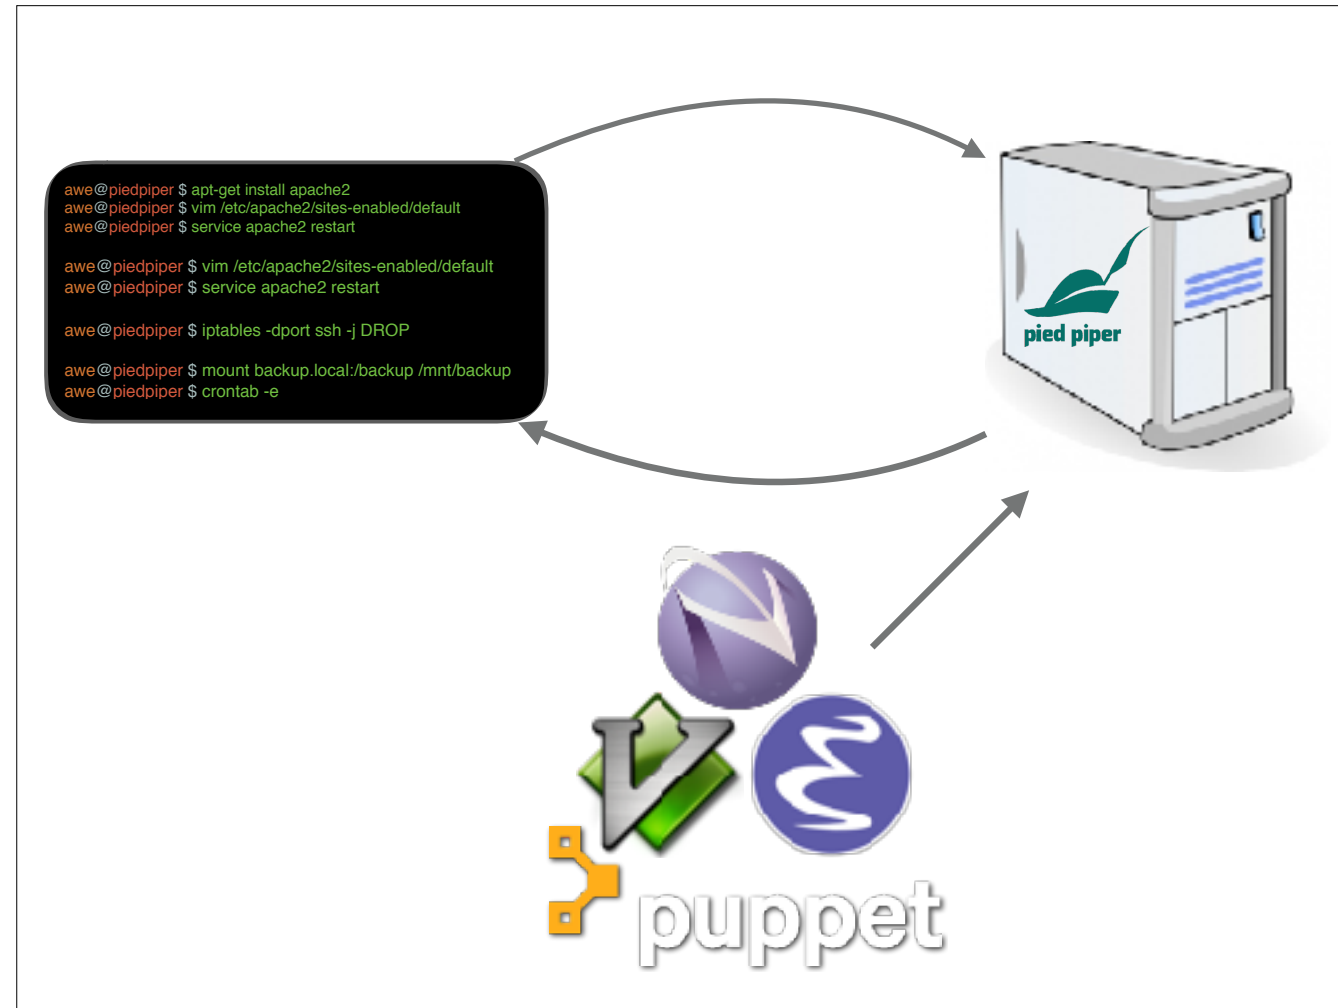 awe@piedpiper $ apt-get install apache2
awe@piedpiper $ vim /etc/apache2/sites-enabled/default
awe@piedpiper $ service apache2 restart
awe@piedpiper $ vim /etc/apache2/sites-enabled/default
awe@piedpiper $ service apache2 restart
awe@piedpiper $ iptables -dport ssh -j DROP
awe@piedpiper $ mount backup.local:/backup /mnt/backup
awe@piedpiper $ crontab -e
pied piper
puppet